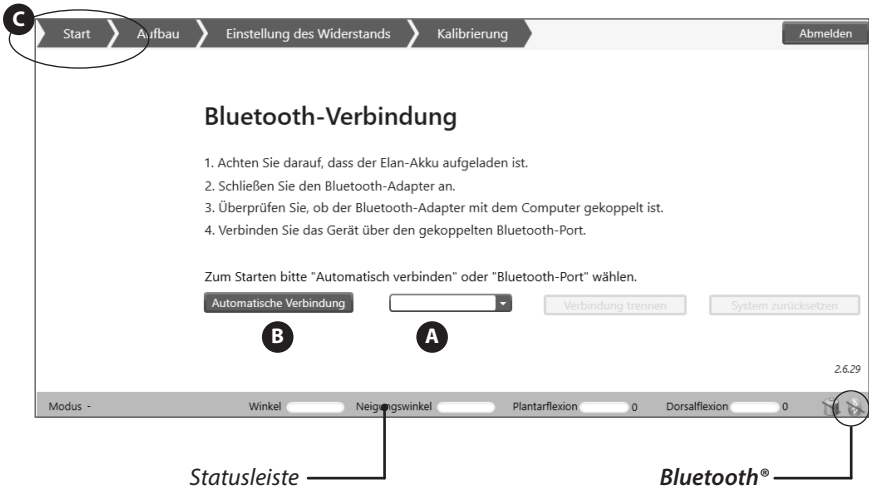 C
Start Aufbau Einstellung des Widerstands Kalibrierung Abmelden
Bluetooth-Verbindung
1. Achten Sie darauf, dass der Elan-Akku aufgeladen ist.
2. Schließen Sie den Bluetooth-Adapter an.
3. Überprüfen Sie, ob der Bluetooth-Adapter mit dem Computer gekoppelt ist.
4. Verbinden Sie das Gerät über den gekoppelten Bluetooth-Port.
Zum Starten bitte "Automatisch verbinden" oder "Bluetooth-Port" wählen.
Automatische Verbindung Verbindung trennen System zurücksetzen
B A
2.6.29
Modus - Winkel Neigungswinkel Plantarflexion 0 Dorsalflexion 0
Statusleiste Bluetooth®